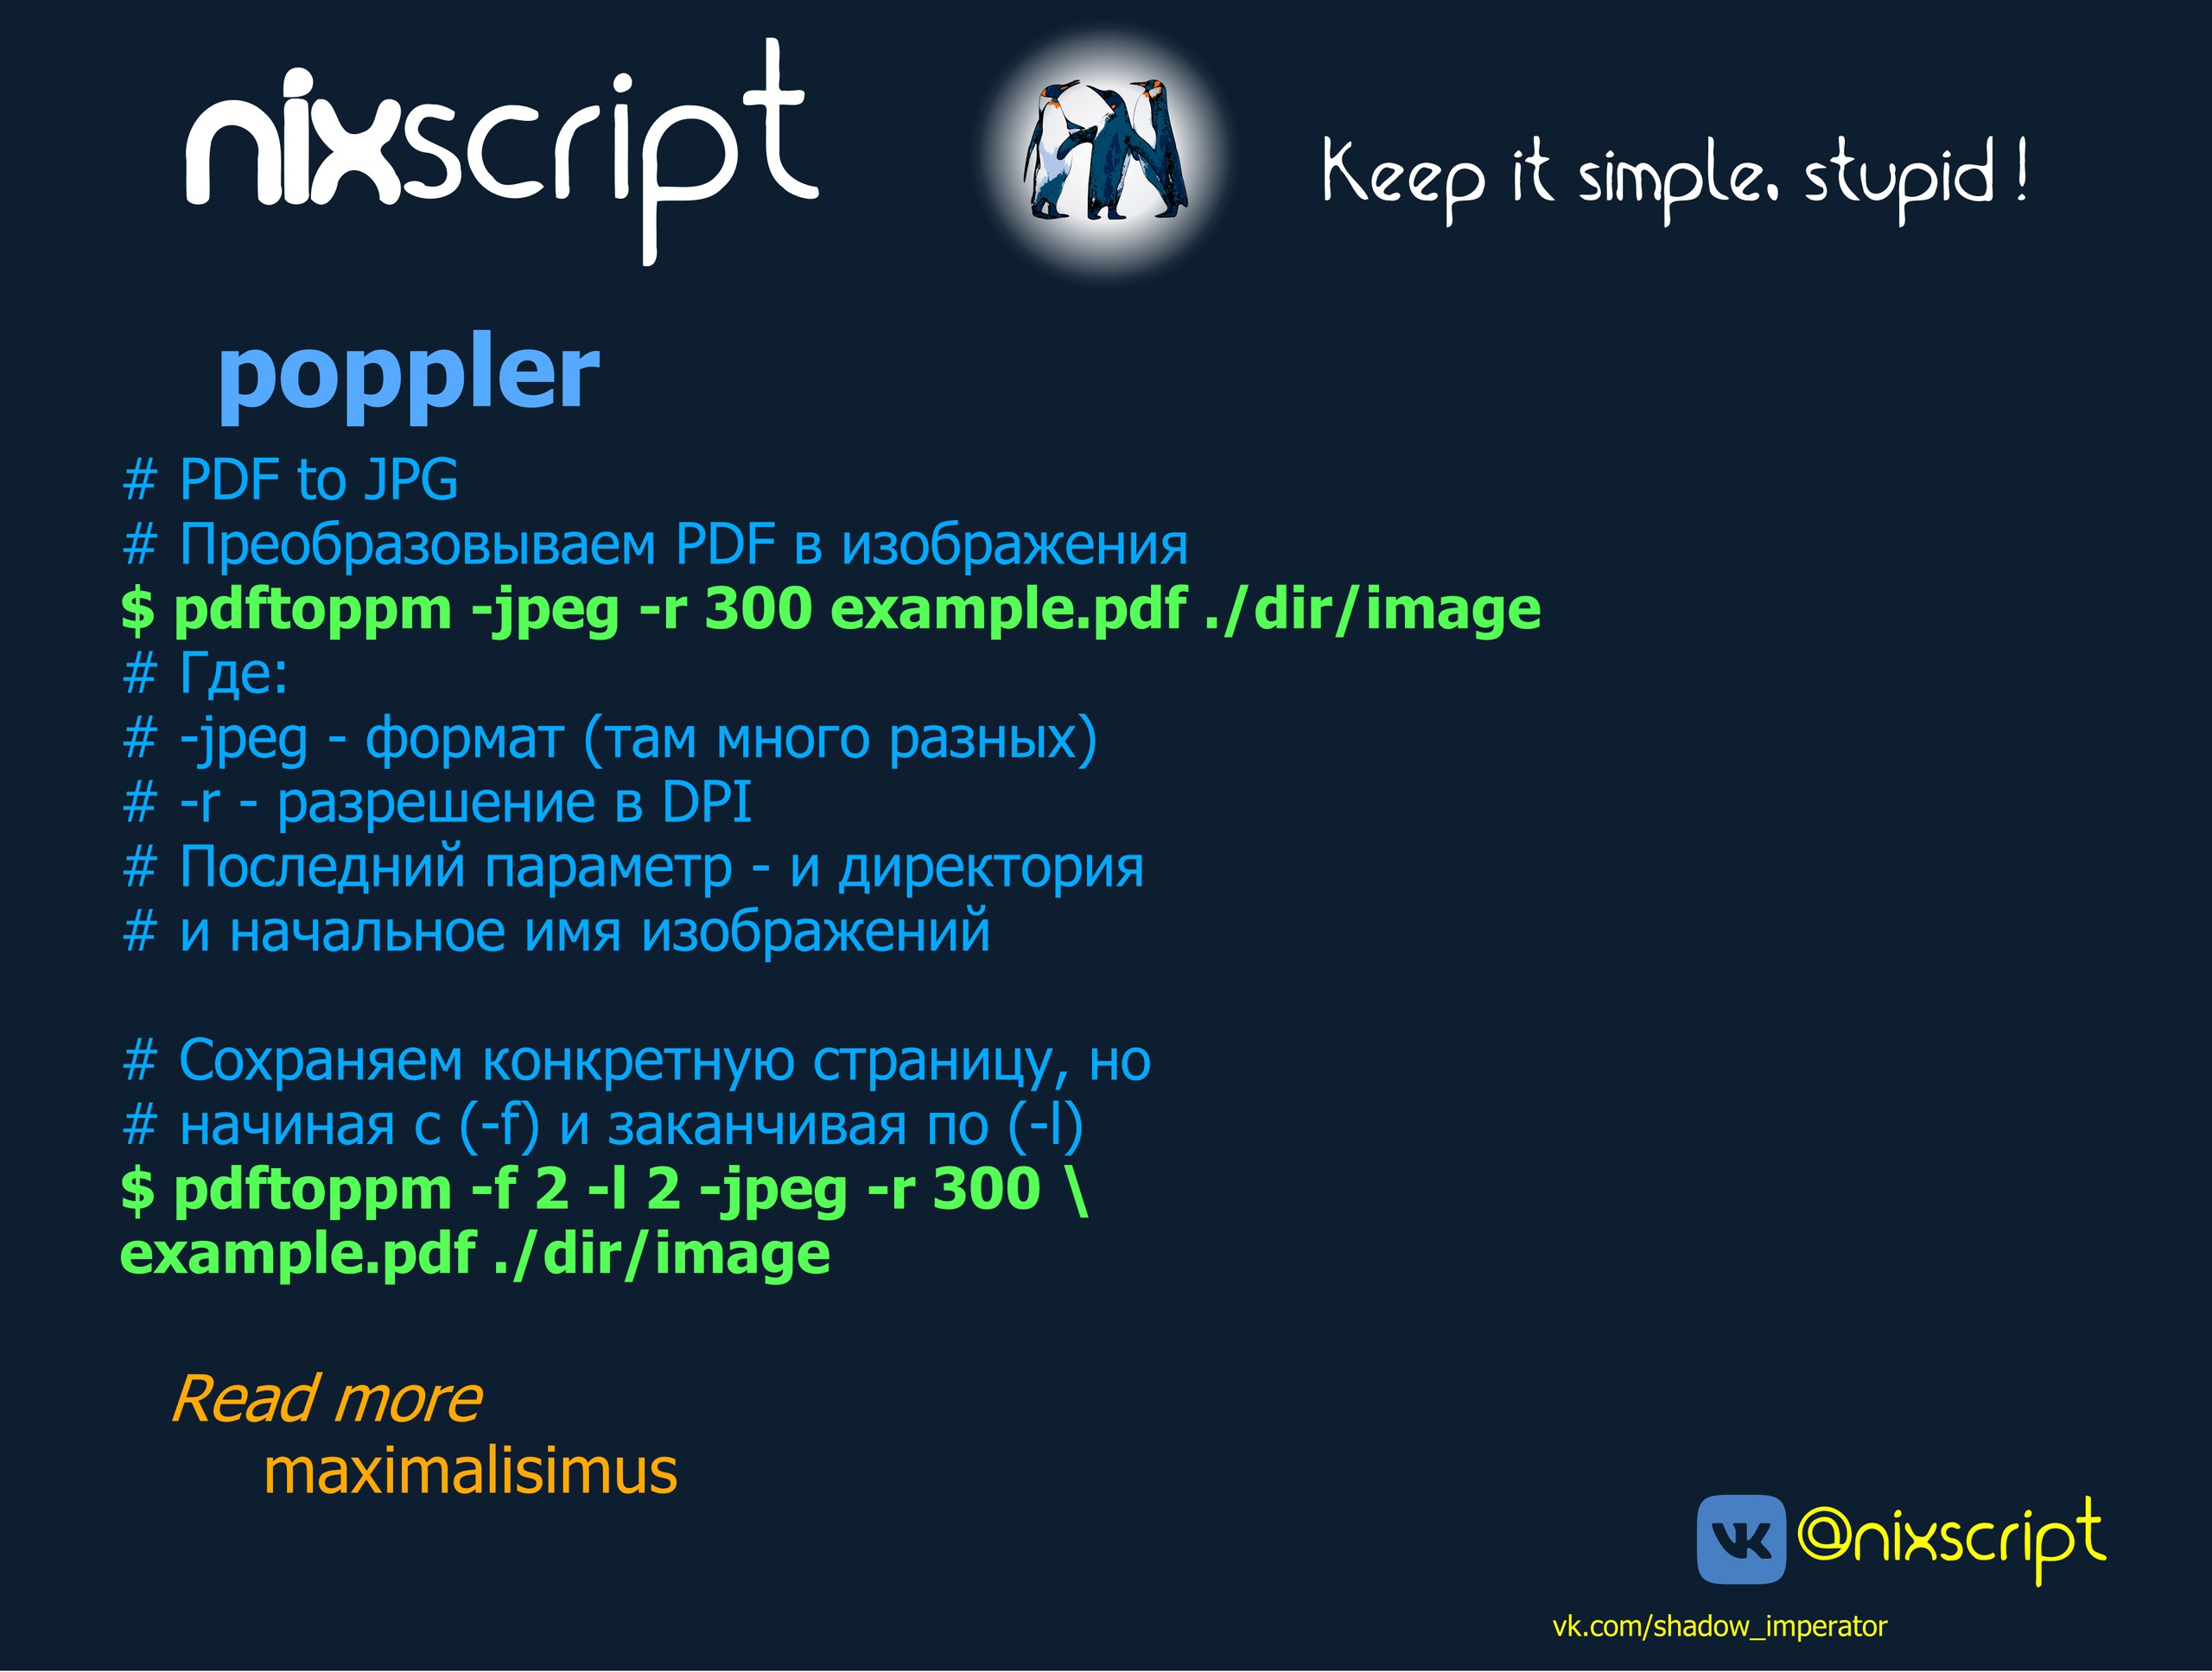 nixscript
Keep it simple, stupid !
poppler
# PDF to JPG
# Преобразовываем PDF в изображения
$ pdftoppm -jpeg -r 300 example.pdf ./dir/image
# Где:
# -jpeg - формат (там много разных)
# -r - разрешение в DPI
# Последний параметр - и директория
# и начальное имя изображений
# Сохраняем конкретную страницу, но
# начиная с (-f) и заканчивая по (-l)
$ pdftoppm -f 2 -l 2 -jpeg -r 300 \
example.pdf ./dir/image
Read more
maximalisimus
@nixscript
vk.com/shadow_imperator